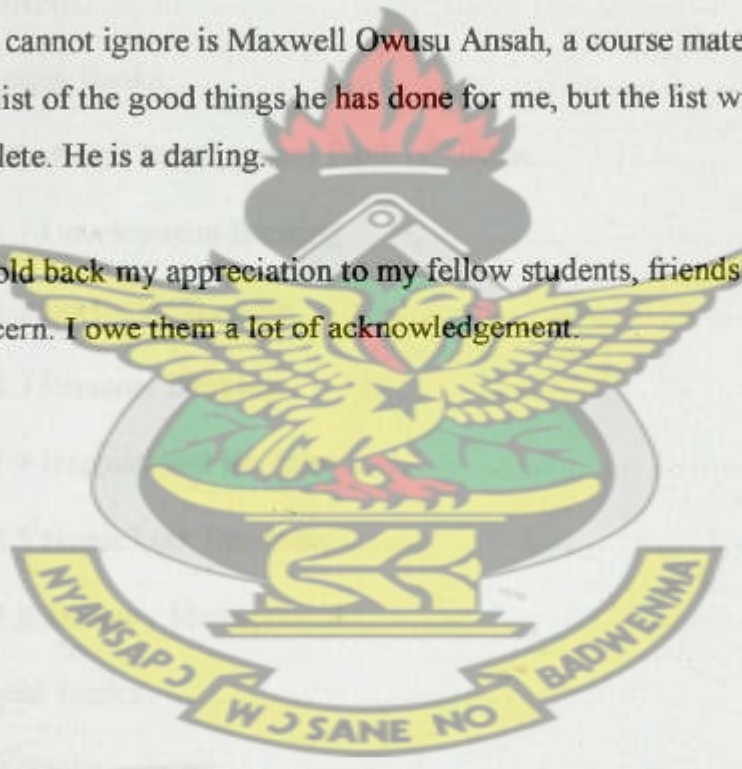 cannot ignore is Maxwell Owusu Ansah, a course mate
ist of the good things he has done for me, but the list w
lete. He is a darling.
old back my appreciation to my fellow students, friends
cern. I owe them a lot of acknowledgement.
NYANSAPƆ
WƆSANE NO
BADWENMA